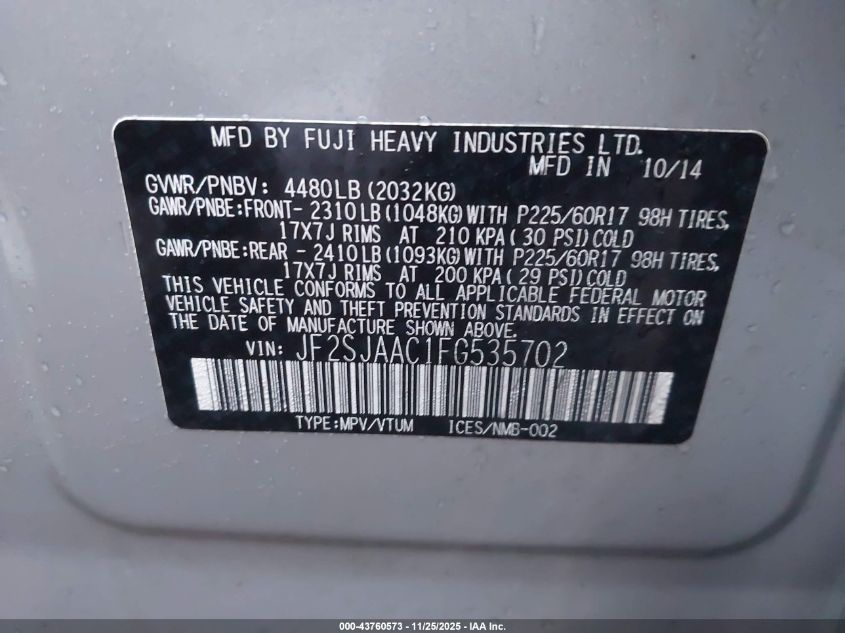 MFD BY FUJI HEAVY INDUSTRIES LTD.
MFD IN 10/14
GVWR/PNBV: 4480LB(2032KG)
GAWR/PNBE:FRONT- 2310LB(1048KG)WITH P225/60R17 98H TIRES,
17X7J RIMS AT 210 KPA( 30 PSI)COLD
GAWR/PNBE:REAR - 2410LB(1093KG)WITH P225/60R17 98H TIRES,
17X7J RIMS AT 200 KPA( 29 PSI)COLD
THIS VEHICLE CONFORMS TO ALL APPLICABLE FEDERAL MOTOR
VEHICLE SAFETY AND THEFT PREVENTION STANDARDS IN EFFECT ON
THE DATE OF MANUFACTURE SHOWN ABOVE.
VIN: JF2SJAAC1FG535702
TYPE:MPV/VTUM ICES/NMB-002
000-43760573 - 11/25/2025 - IAA Inc.